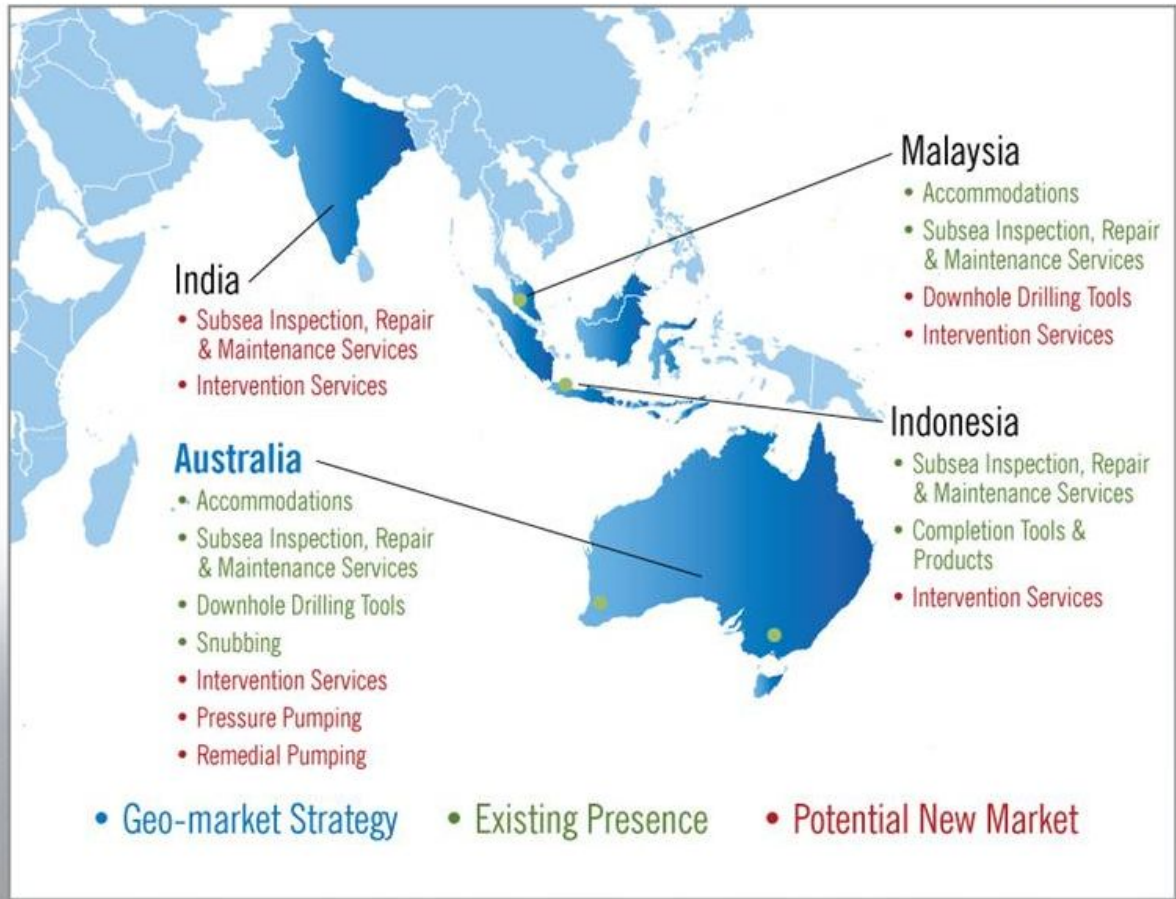 Malaysia
• Accommodations
• Subsea Inspection, Repair
& Maintenance Services
• Downhole Drilling Tools
• Intervention Services
India
• Subsea Inspection, Repair
& Maintenance Services
• Intervention Services
Indonesia
• Subsea Inspection, Repair
& Maintenance Services
• Completion Tools &
Products
• Intervention Services
Australia
• Accommodations
• Subsea Inspection, Repair
& Maintenance Services
• Downhole Drilling Tools
• Snubbing
• Intervention Services
• Pressure Pumping
• Remedial Pumping
• Geo-market Strategy • Existing Presence • Potential New Market